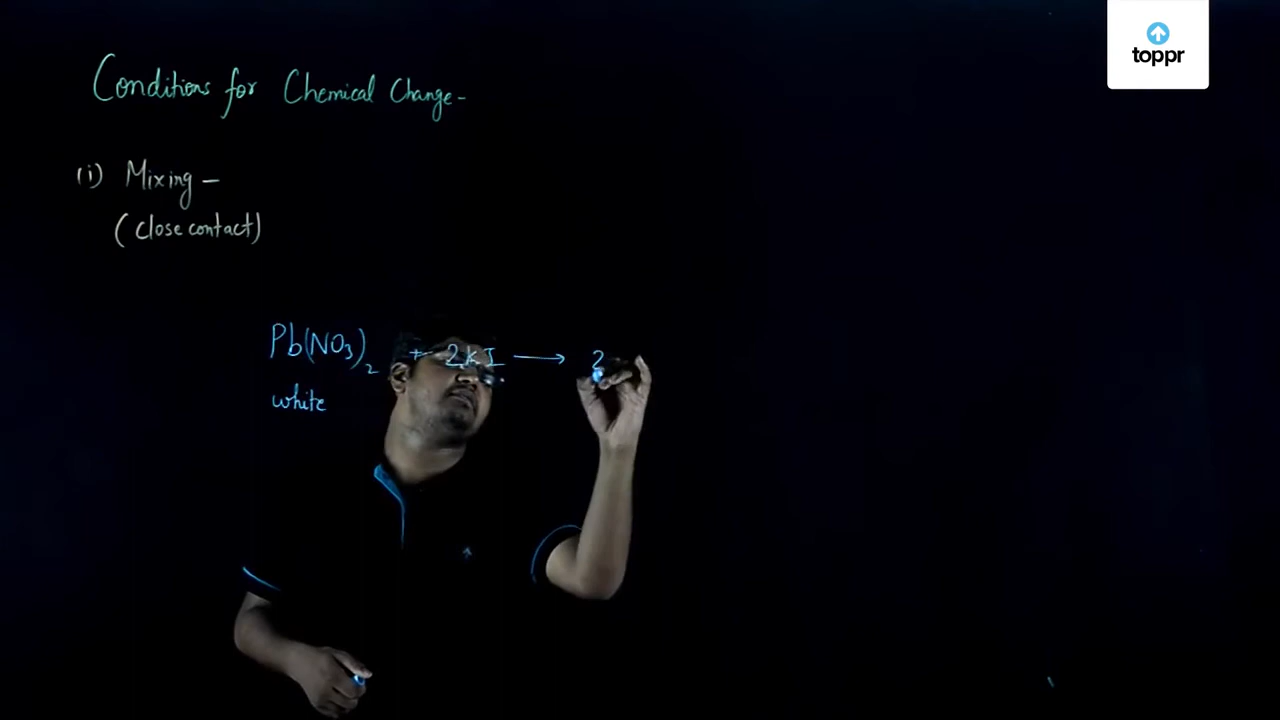 toppr
Conditions for Chemical Change -
(i) Mixing -
(close contact)
Pb(NO₃)₂ + 2KI ⟶ 2
white